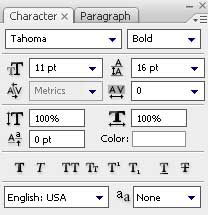 Character × Paragraph
Tahoma Bold
11 pt 16 pt
Metrics 0
100% 100%
0 pt Color:
T T TT TT T¹ T₁ T T
English: USA aa None